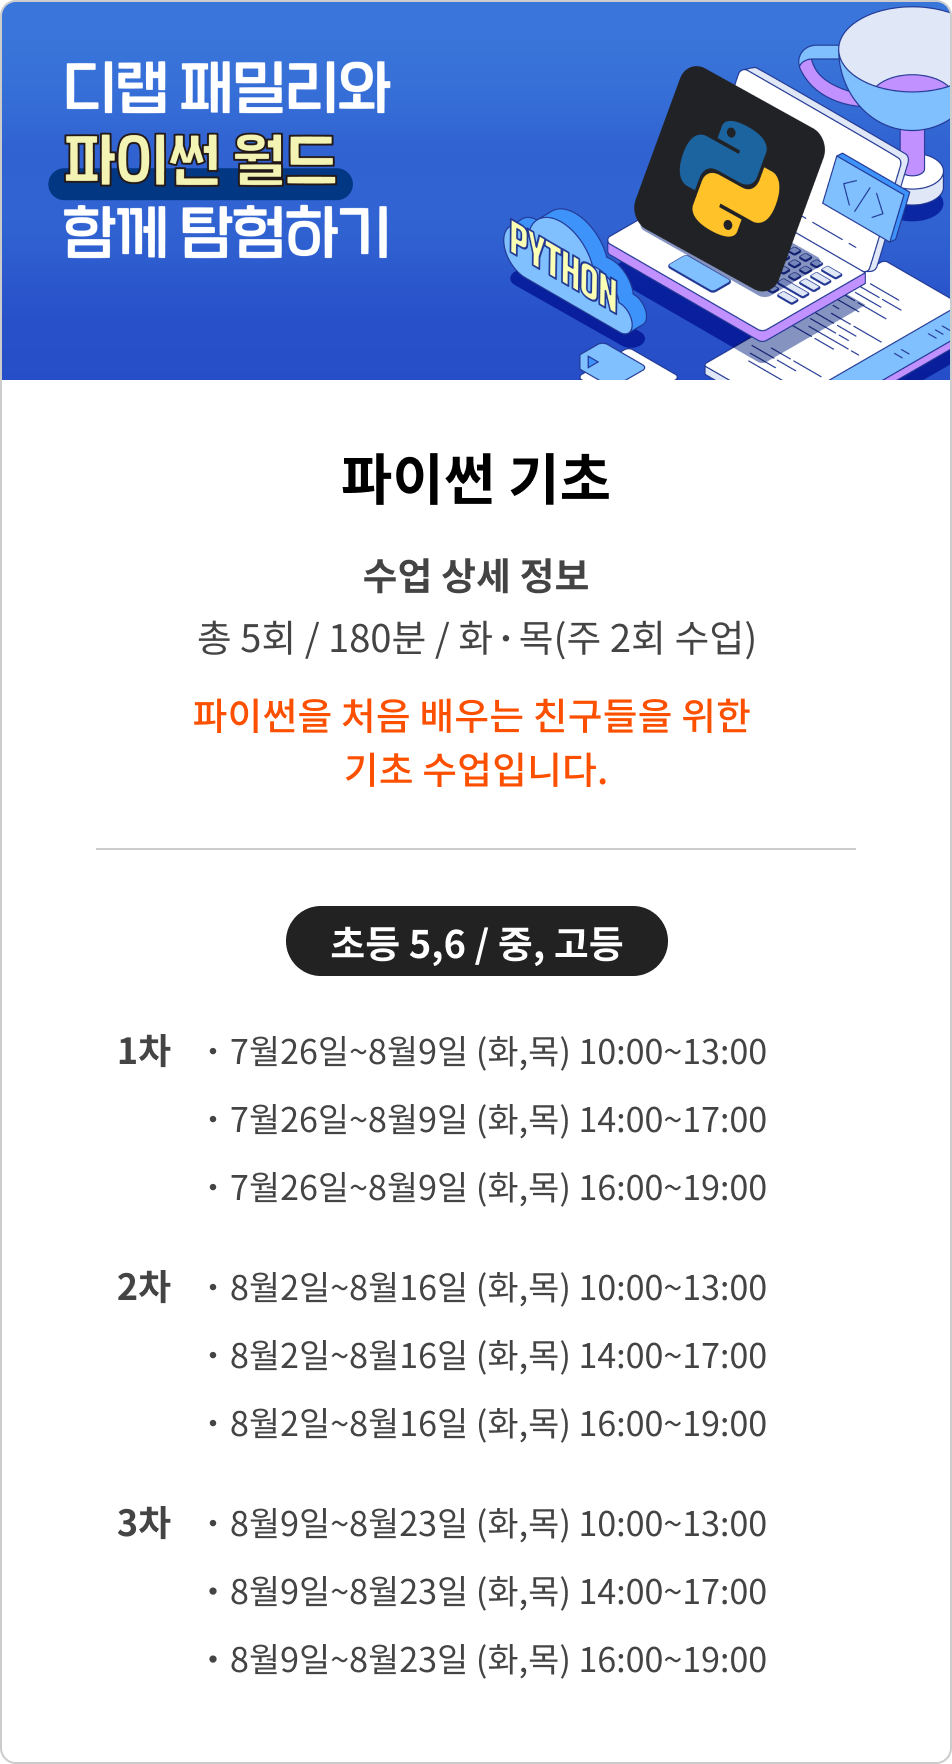 디랩 패밀리와
파이썬 월드
함께 탐험하기
</>
PYTHON
파이썬 기초
수업 상세 정보
총 5회 / 180분 / 화·목(주 2회 수업)
파이썬을 처음 배우는 친구들을 위한
기초 수업입니다.
초등 5,6 / 중, 고등
1차 · 7월26일~8월9일 (화,목) 10:00~13:00
· 7월26일~8월9일 (화,목) 14:00~17:00
· 7월26일~8월9일 (화,목) 16:00~19:00
2차 · 8월2일~8월16일 (화,목) 10:00~13:00
· 8월2일~8월16일 (화,목) 14:00~17:00
· 8월2일~8월16일 (화,목) 16:00~19:00
3차 · 8월9일~8월23일 (화,목) 10:00~13:00
· 8월9일~8월23일 (화,목) 14:00~17:00
· 8월9일~8월23일 (화,목) 16:00~19:00